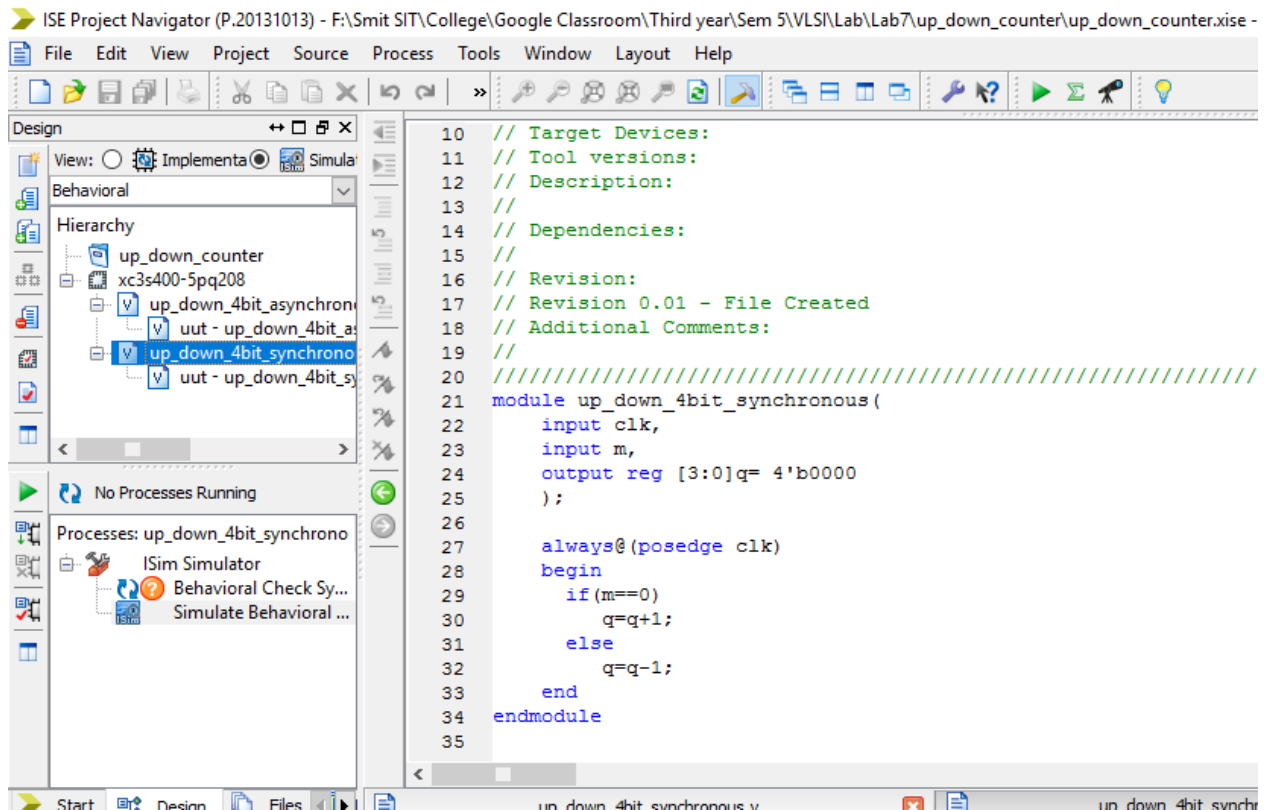 ISE Project Navigator (P.20131013) - F:\Smit SIT\College\Google Classroom\Third year\Sem 5\VLSI\Lab\Lab7\up_down_counter\up_down_counter.xise -
File Edit View Project Source Process Tools Window Layout Help
Design
View: Implementa Simulat
Behavioral
Hierarchy
up_down_counter
xc3s400-5pq208
up_down_4bit_asynchron
uut - up_down_4bit_as
up_down_4bit_synchrono
uut - up_down_4bit_sy
No Processes Running
Processes: up_down_4bit_synchrono
ISim Simulator
Behavioral Check Sy...
Simulate Behavioral ...
Start Design Files
10 // Target Devices:
11 // Tool versions:
12 // Description:
13 //
14 // Dependencies:
15 //
16 // Revision:
17 // Revision 0.01 - File Created
18 // Additional Comments:
19 //
20 ////////////////////////////////////////////////////////////////
21 module up_down_4bit_synchronous(
22 input clk,
23 input m,
24 output reg [3:0]q= 4'b0000
25 );
26
27 always@(posedge clk)
28 begin
29 if(m==0)
30 q=q+1;
31 else
32 q=q-1;
33 end
34 endmodule
35
up_down_4bit_synchronous.v
up_down_4bit_synchr